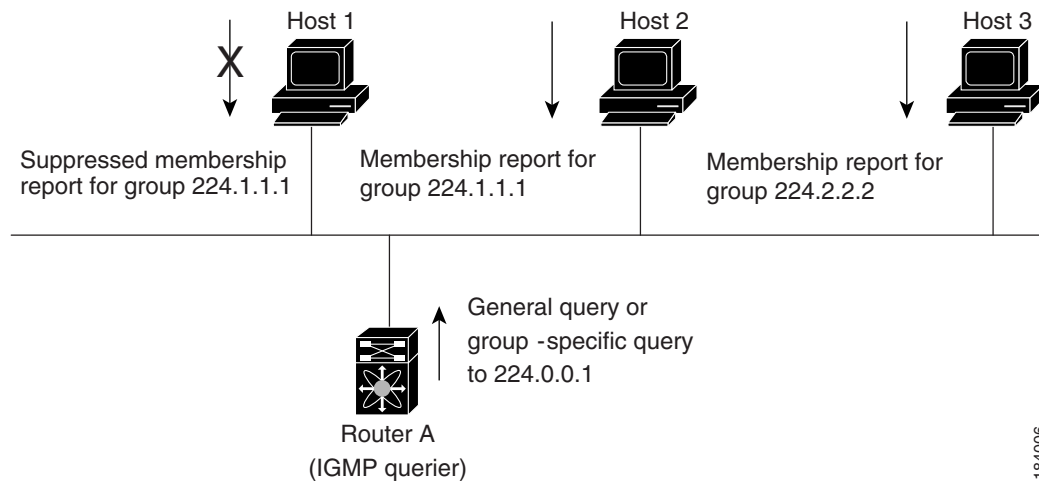 Host 1
Host 2
Host 3
X
Suppressed membership
report for group 224.1.1.1
Membership report for
group 224.1.1.1
Membership report for
group 224.2.2.2
General query or
group -specific query
to 224.0.0.1
Router A
(IGMP querier)
184006